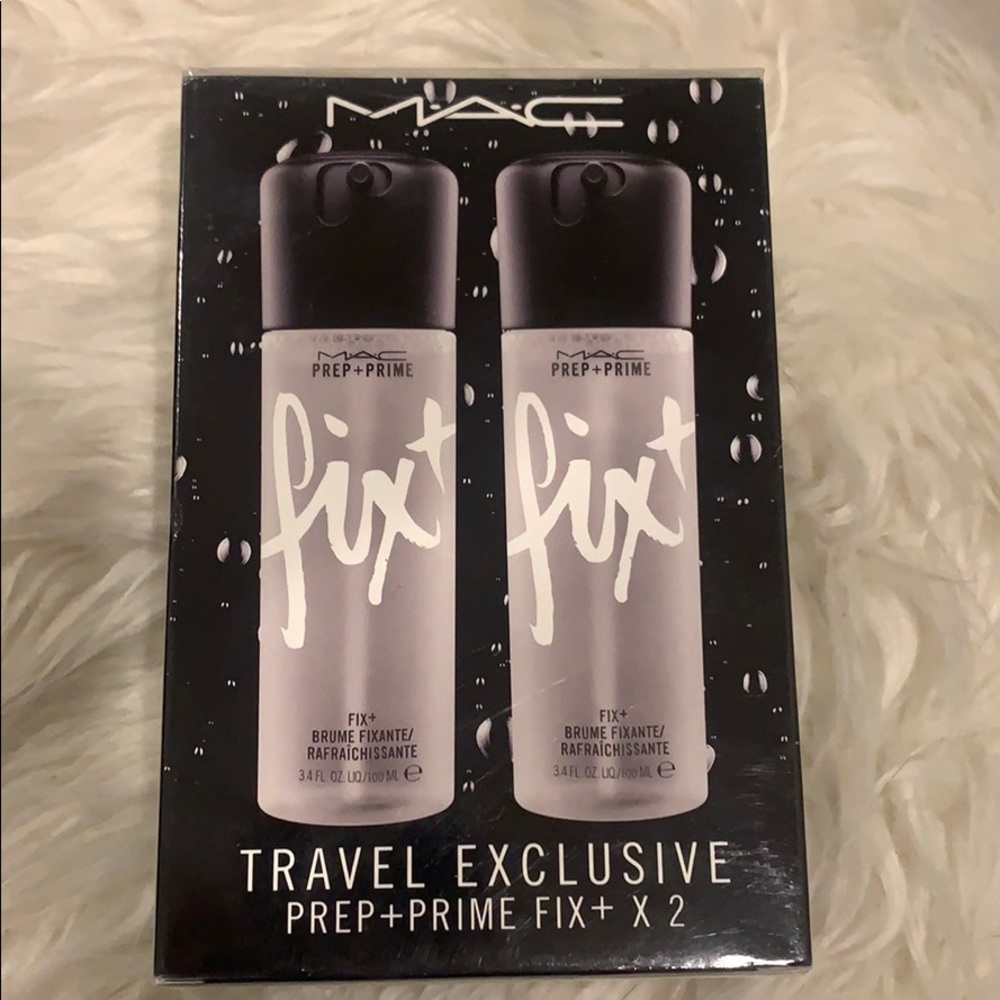 M·A·C
MAC
PREP+PRIME
fix+
FIX+
BRUME FIXANTE/
RAFRAÎCHISSANTE
3.4 FL. OZ. LIQ./100 ML ℮
MAC
PREP+PRIME
fix+
FIX+
BRUME FIXANTE/
RAFRAÎCHISSANTE
3.4 FL. OZ. LIQ./100 ML ℮
TRAVEL EXCLUSIVE
PREP+PRIME FIX+ X 2